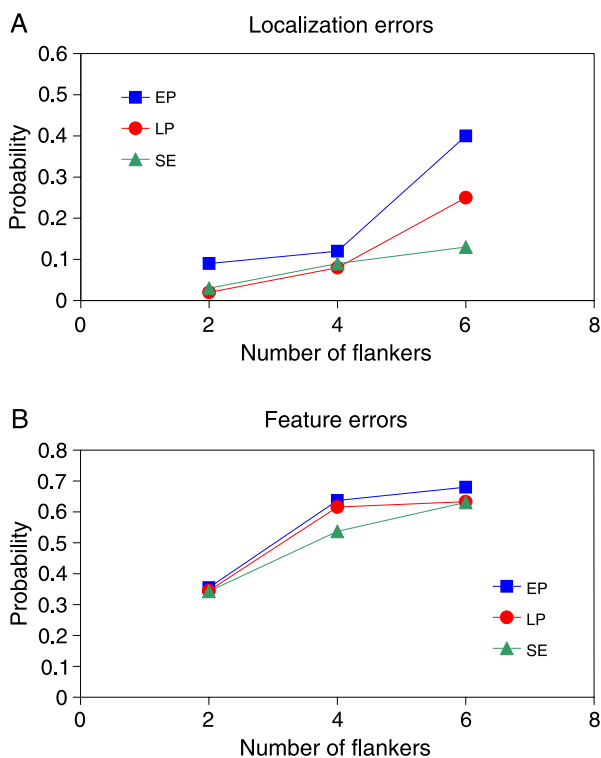 A
Localization errors
0.6
0.5
0.4
0.3
0.2
0.1
0
Probability
EP
LP
SE
0 2 4 6 8
Number of flankers
B
Feature errors
0.8
0.7
0.6
0.5
0.4
0.3
0.2
0.1
0
Probability
EP
LP
SE
0 2 4 6 8
Number of flankers